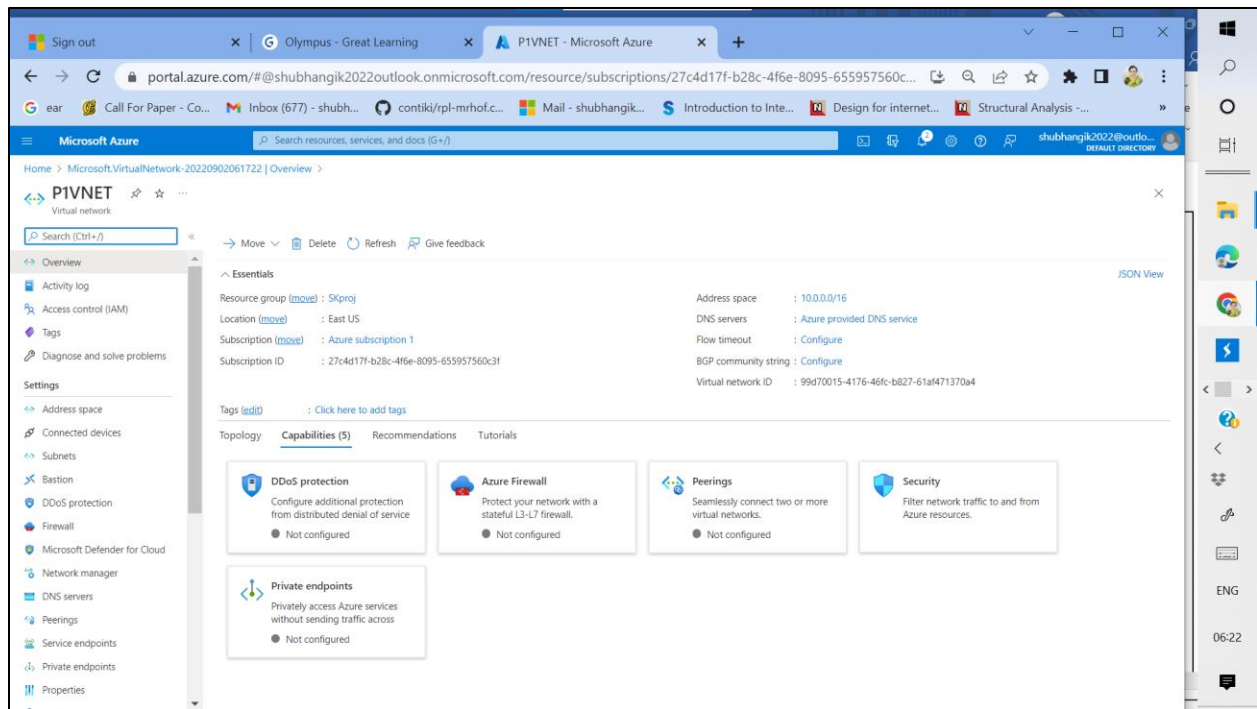 Sign out
Olympus - Great Learning
P1VNET - Microsoft Azure
portal.azure.com/#@shubhangik2022outlook.onmicrosoft.com/resource/subscriptions/27c4d17f-b28c-4f6e-8095-655957560c...
ear
Call For Paper - Co...
Inbox (677) - shubh...
contiki/rpl-mrhof.c...
Mail - shubhangik...
Introduction to Inte...
Design for internet...
Structural Analysis -...
»
Microsoft Azure
Search resources, services, and docs (G+/)
2
shubhangik2022@outlo...
DEFAULT DIRECTORY
Home > Microsoft.VirtualNetwork-20220902061722 | Overview >
P1VNET
Virtual network
Search (Ctrl+/)
Overview
Activity log
Access control (IAM)
Tags
Diagnose and solve problems
Settings
Address space
Connected devices
Subnets
Bastion
DDoS protection
Firewall
Microsoft Defender for Cloud
Network manager
DNS servers
Peerings
Service endpoints
Private endpoints
Properties
Move
Delete
Refresh
Give feedback
Essentials
JSON View
Resource group (move) : SKproj
Location (move) : East US
Subscription (move) : Azure subscription 1
Subscription ID : 27c4d17f-b28c-4f6e-8095-655957560c3f
Address space : 10.0.0.0/16
DNS servers : Azure provided DNS service
Flow timeout : Configure
BGP community string : Configure
Virtual network ID : 99d70015-4176-46fc-b827-61af471370a4
Tags (edit) : Click here to add tags
Topology
Capabilities (5)
Recommendations
Tutorials
DDoS protection
Configure additional protection
from distributed denial of service
Not configured
Azure Firewall
Protect your network with a
stateful L3-L7 firewall.
Not configured
Peerings
Seamlessly connect two or more
virtual networks.
Not configured
Security
Filter network traffic to and from
Azure resources.
Private endpoints
Privately access Azure services
without sending traffic across
Not configured
ENG
06:22